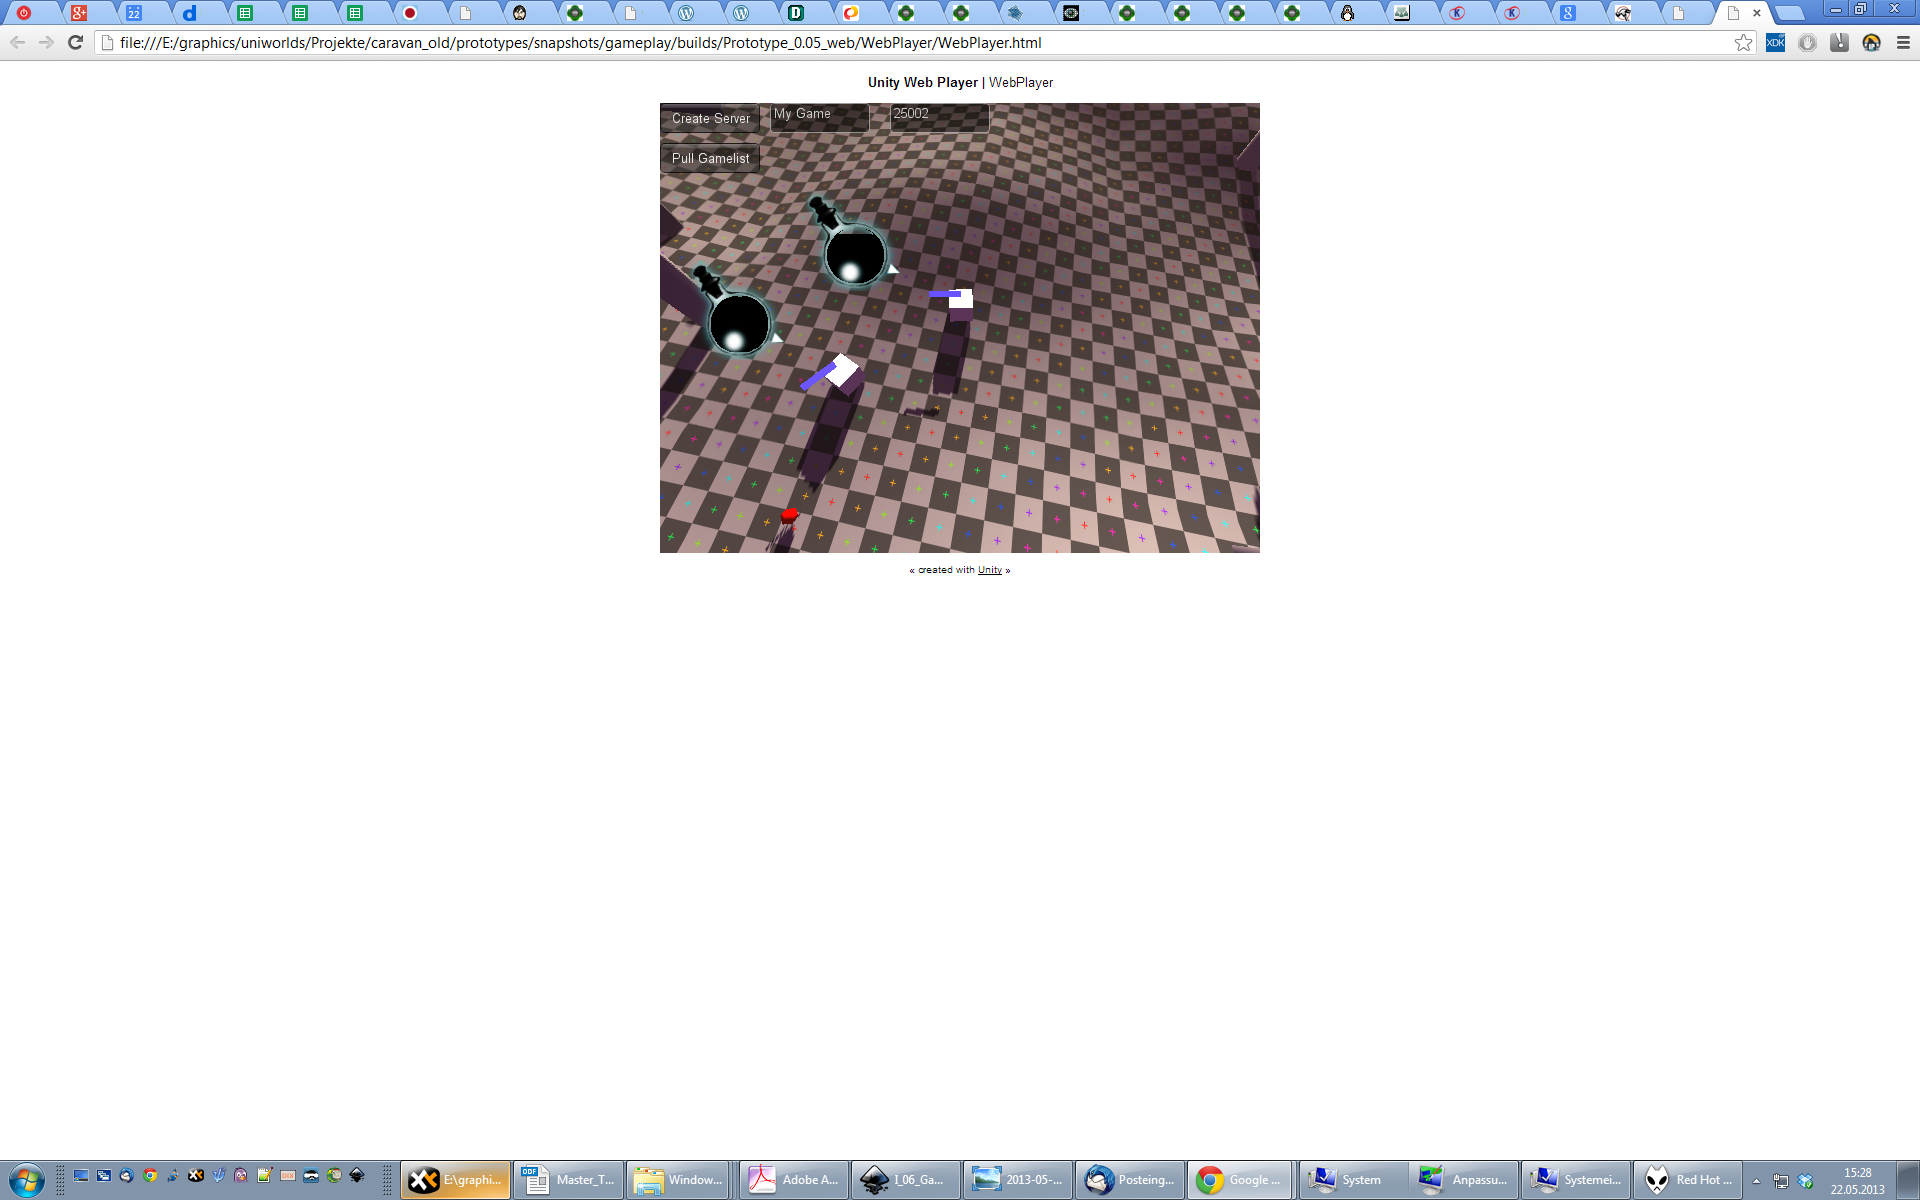 22
file:///E:/graphics/uniworlds/Projekte/caravan_old/prototypes/snapshots/gameplay/builds/Prototype_0.05_web/WebPlayer/WebPlayer.html
XDK
Unity Web Player | WebPlayer
Create Server
My Game
25002
Pull Gamelist
« created with Unity »
E:\graphi...
Master_T...
Window...
Adobe A...
I_06_Ga...
2013-05-...
Posteing...
Google ...
System
Anpassu...
Systemei...
Red Hot ...
15:28
22.05.2013